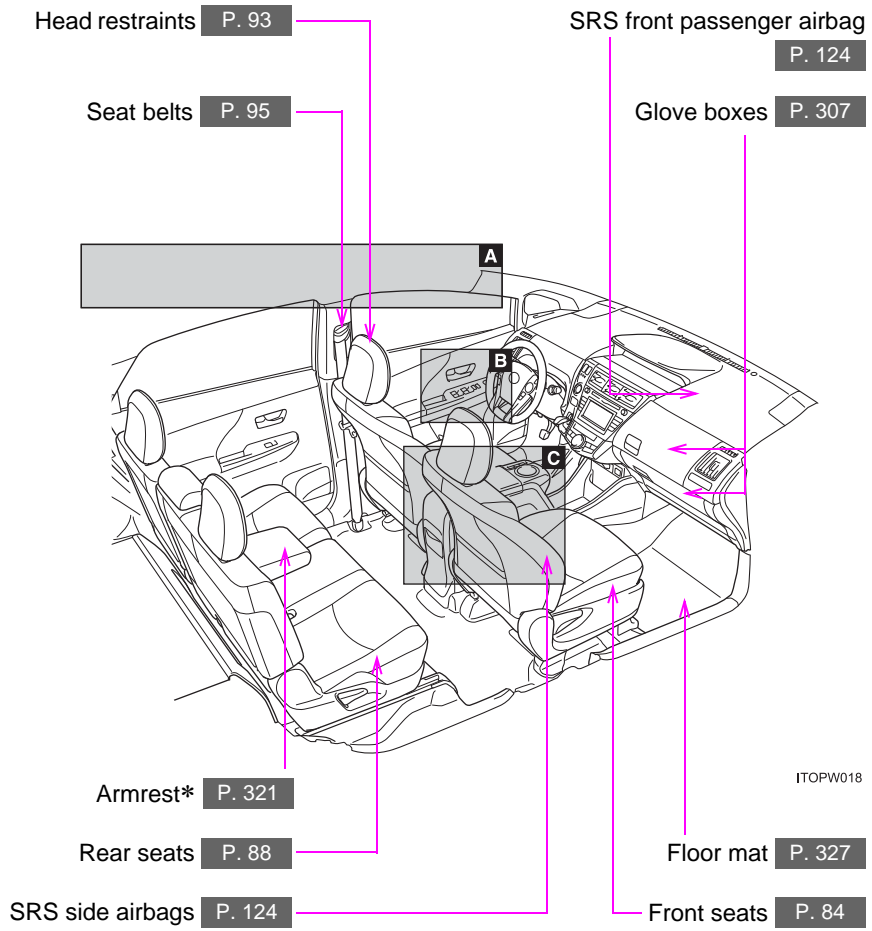 Head restraints P. 93
SRS front passenger airbag
P. 124
Seat belts P. 95
Glove boxes P. 307
A
B
C
ITOPW018
Armrest* P. 321
Rear seats P. 88
Floor mat P. 327
SRS side airbags P. 124
Front seats P. 84